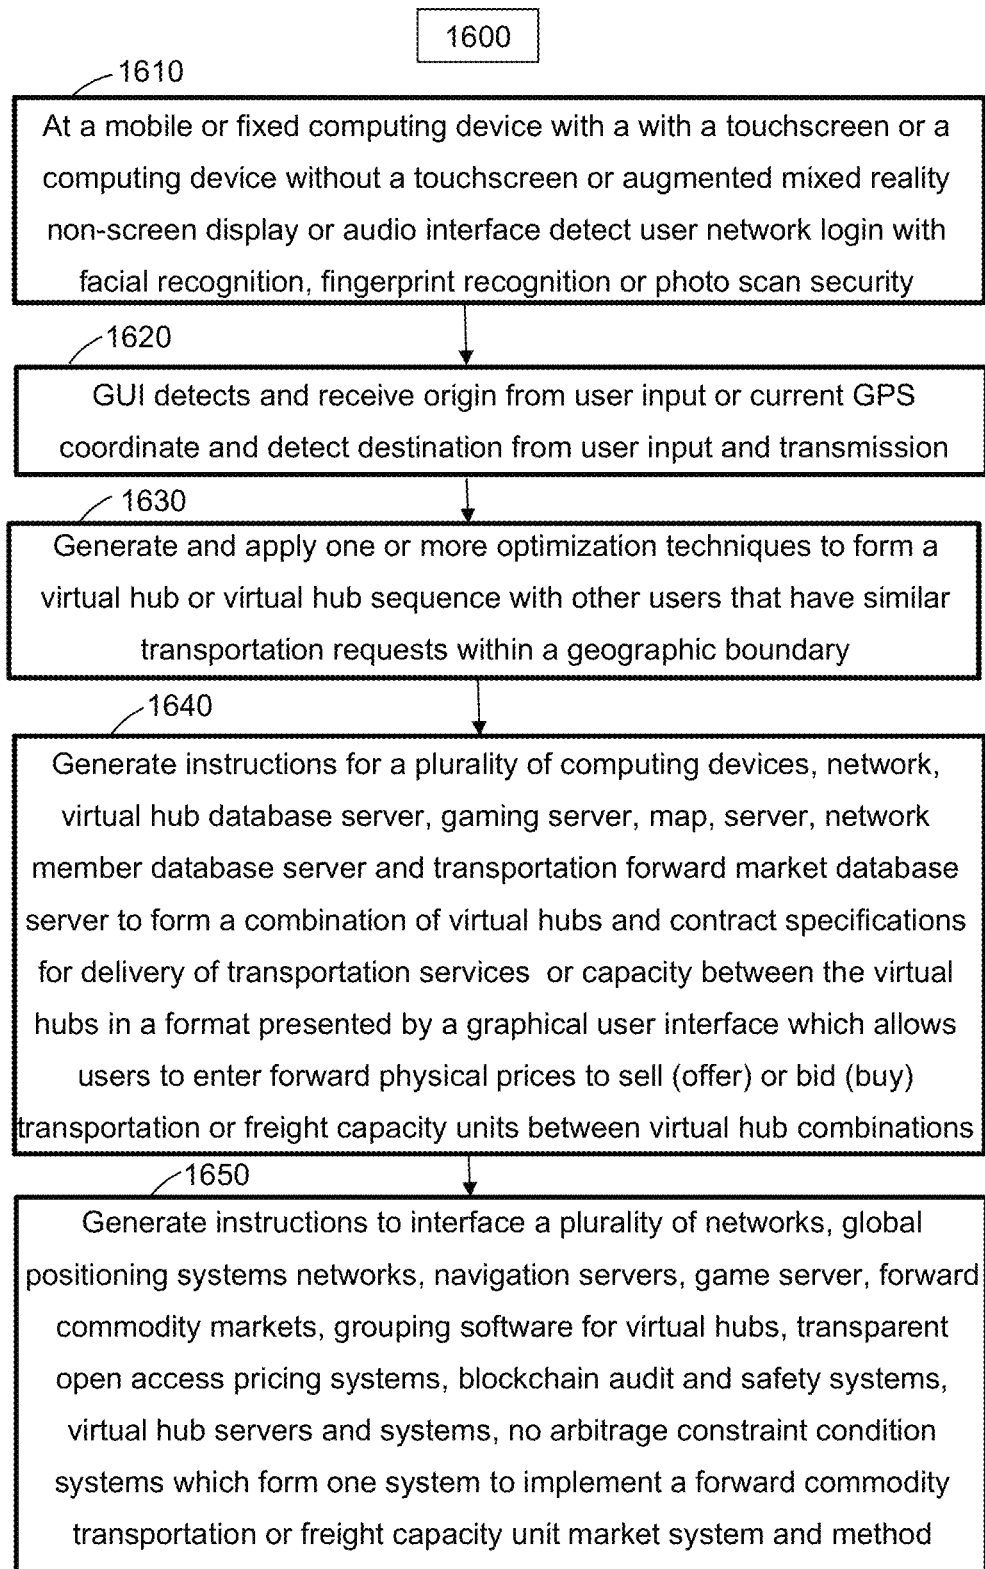 1600
1610
At a mobile or fixed computing device with a with a touchscreen or a
computing device without a touchscreen or augmented mixed reality
non-screen display or audio interface detect user network login with
facial recognition, fingerprint recognition or photo scan security
1620
GUI detects and receive origin from user input or current GPS
coordinate and detect destination from user input and transmission
1630
Generate and apply one or more optimization techniques to form a
virtual hub or virtual hub sequence with other users that have similar
transportation requests within a geographic boundary
1640
Generate instructions for a plurality of computing devices, network,
virtual hub database server, gaming server, map, server, network
member database server and transportation forward market database
server to form a combination of virtual hubs and contract specifications
for delivery of transportation services or capacity between the virtual
hubs in a format presented by a graphical user interface which allows
users to enter forward physical prices to sell (offer) or bid (buy)
transportation or freight capacity units between virtual hub combinations
1650
Generate instructions to interface a plurality of networks, global
positioning systems networks, navigation servers, game server, forward
commodity markets, grouping software for virtual hubs, transparent
open access pricing systems, blockchain audit and safety systems,
virtual hub servers and systems, no arbitrage constraint condition
systems which form one system to implement a forward commodity
transportation or freight capacity unit market system and method